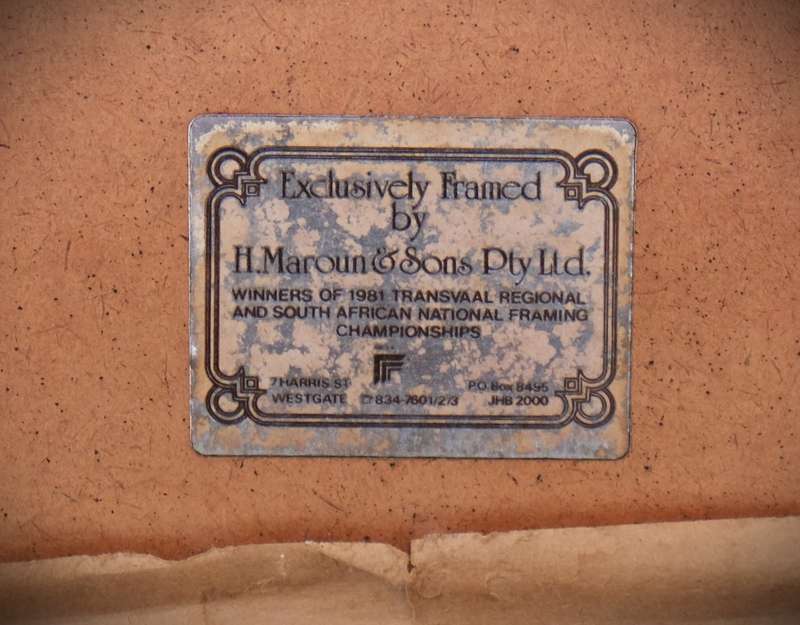 Exclusively Framed
by
H.Maroun & Sons Pty Ltd.
WINNERS OF 1981 TRANSVAAL REGIONAL
AND SOUTH AFRICAN NATIONAL FRAMING
CHAMPIONSHIPS
7 HARRIS ST P.O. Box 8495
WESTGATE ☎ 834-7601/2/3 JHB 2000